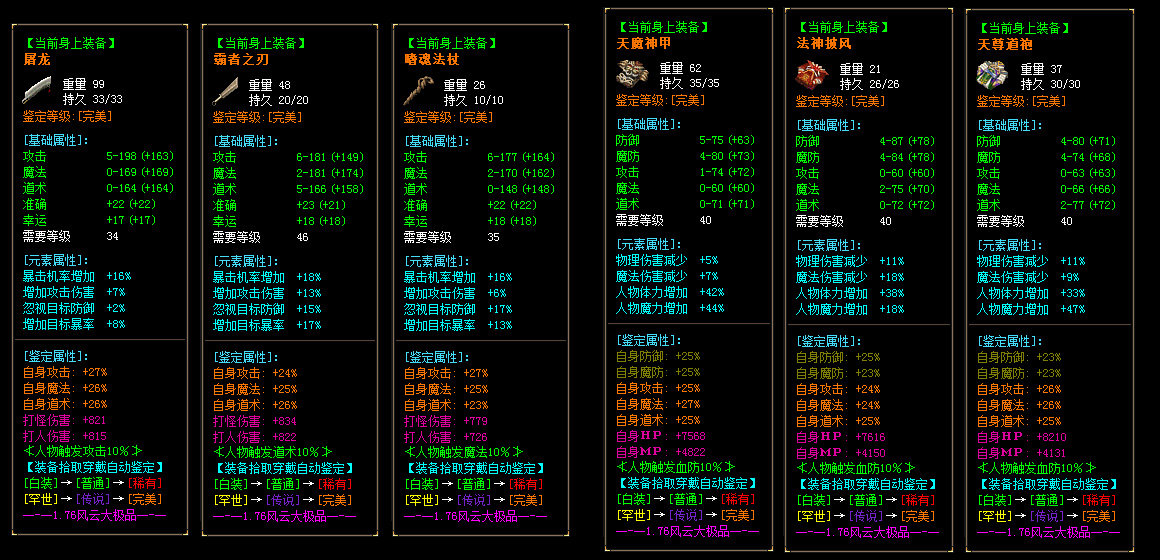 【当前身上装备】
屠龙
重量 99
持久 33/33
鉴定等级:[完美]
[基础属性]:
攻击 5-198 (+163)
魔法 0-169 (+169)
道术 0-164 (+164)
准确 +22 (+22)
幸运 +17 (+17)
需要等级 34
[元素属性]:
暴击机率增加 +16%
增加攻击伤害 +7%
忽视目标防御 +2%
增加目标暴率 +8%
[鉴定属性]:
自身攻击: +27%
自身魔法: +26%
自身道术: +26%
打怪伤害: +821
打人伤害: +815
≮人物触发攻击10%≯
【装备拾取穿戴自动鉴定】
[白装]→[普通]→[稀有]
[罕世]→[传说]→[完美]
—-—1.76风云大极品—-—
【当前身上装备】
霸者之刃
重量 48
持久 20/20
鉴定等级:[完美]
[基础属性]:
攻击 6-181 (+149)
魔法 2-181 (+174)
道术 5-166 (+158)
准确 +23 (+21)
幸运 +18 (+18)
需要等级 46
[元素属性]:
暴击机率增加 +18%
增加攻击伤害 +13%
忽视目标防御 +15%
增加目标暴率 +17%
[鉴定属性]:
自身攻击: +24%
自身魔法: +25%
自身道术: +26%
打怪伤害: +834
打人伤害: +822
≮人物触发道术10%≯
【装备拾取穿戴自动鉴定】
[白装]→[普通]→[稀有]
[罕世]→[传说]→[完美]
—-—1.76风云大极品—-—
【当前身上装备】
嗜魂法杖
重量 26
持久 10/10
鉴定等级:[完美]
[基础属性]:
攻击 6-177 (+164)
魔法 2-170 (+162)
道术 0-148 (+148)
准确 +22 (+22)
幸运 +18 (+18)
需要等级 35
[元素属性]:
暴击机率增加 +16%
增加攻击伤害 +6%
忽视目标防御 +17%
增加目标暴率 +13%
[鉴定属性]:
自身攻击: +27%
自身魔法: +25%
自身道术: +23%
打怪伤害: +779
打人伤害: +726
≮人物触发魔法10%≯
【装备拾取穿戴自动鉴定】
[白装]→[普通]→[稀有]
[罕世]→[传说]→[完美]
—-—1.76风云大极品—-—
【当前身上装备】
天魔神甲
重量 62
持久 35/35
鉴定等级:[完美]
[基础属性]:
防御 5-75 (+63)
魔防 4-80 (+73)
攻击 1-74 (+72)
魔法 0-60 (+60)
道术 0-71 (+71)
需要等级 40
[元素属性]:
物理伤害减少 +5%
魔法伤害减少 +7%
人物体力增加 +42%
人物魔力增加 +44%
[鉴定属性]:
自身防御: +25%
自身魔防: +25%
自身攻击: +25%
自身魔法: +27%
自身道术: +25%
自身HP: +7568
自身MP: +4822
≮人物触发血防10%≯
【装备拾取穿戴自动鉴定】
[白装]→[普通]→[稀有]
[罕世]→[传说]→[完美]
—-—1.76风云大极品—-—
【当前身上装备】
法神披风
重量 21
持久 26/26
鉴定等级:[完美]
[基础属性]:
防御 4-87 (+78)
魔防 4-84 (+78)
攻击 0-60 (+60)
魔法 2-75 (+70)
道术 0-72 (+72)
需要等级 40
[元素属性]:
物理伤害减少 +11%
魔法伤害减少 +18%
人物体力增加 +38%
人物魔力增加 +18%
[鉴定属性]:
自身防御: +25%
自身魔防: +25%
自身攻击: +24%
自身魔法: +24%
自身道术: +25%
自身HP: +7616
自身MP: +4150
≮人物触发血防10%≯
【装备拾取穿戴自动鉴定】
[白装]→[普通]→[稀有]
[罕世]→[传说]→[完美]
—-—1.76风云大极品—-—
【当前身上装备】
天尊道袍
重量 37
持久 30/30
鉴定等级:[完美]
[基础属性]:
防御 4-80 (+71)
魔防 4-74 (+68)
攻击 0-63 (+63)
魔法 0-66 (+66)
道术 2-77 (+72)
需要等级 40
[元素属性]:
物理伤害减少 +11%
魔法伤害减少 +9%
人物体力增加 +33%
人物魔力增加 +47%
[鉴定属性]:
自身防御: +23%
自身魔防: +23%
自身攻击: +26%
自身魔法: +26%
自身道术: +26%
自身HP: +8210
自身MP: +4131
≮人物触发血防10%≯
【装备拾取穿戴自动鉴定】
[白装]→[普通]→[稀有]
[罕世]→[传说]→[完美]
—-—1.76风云大极品—-—